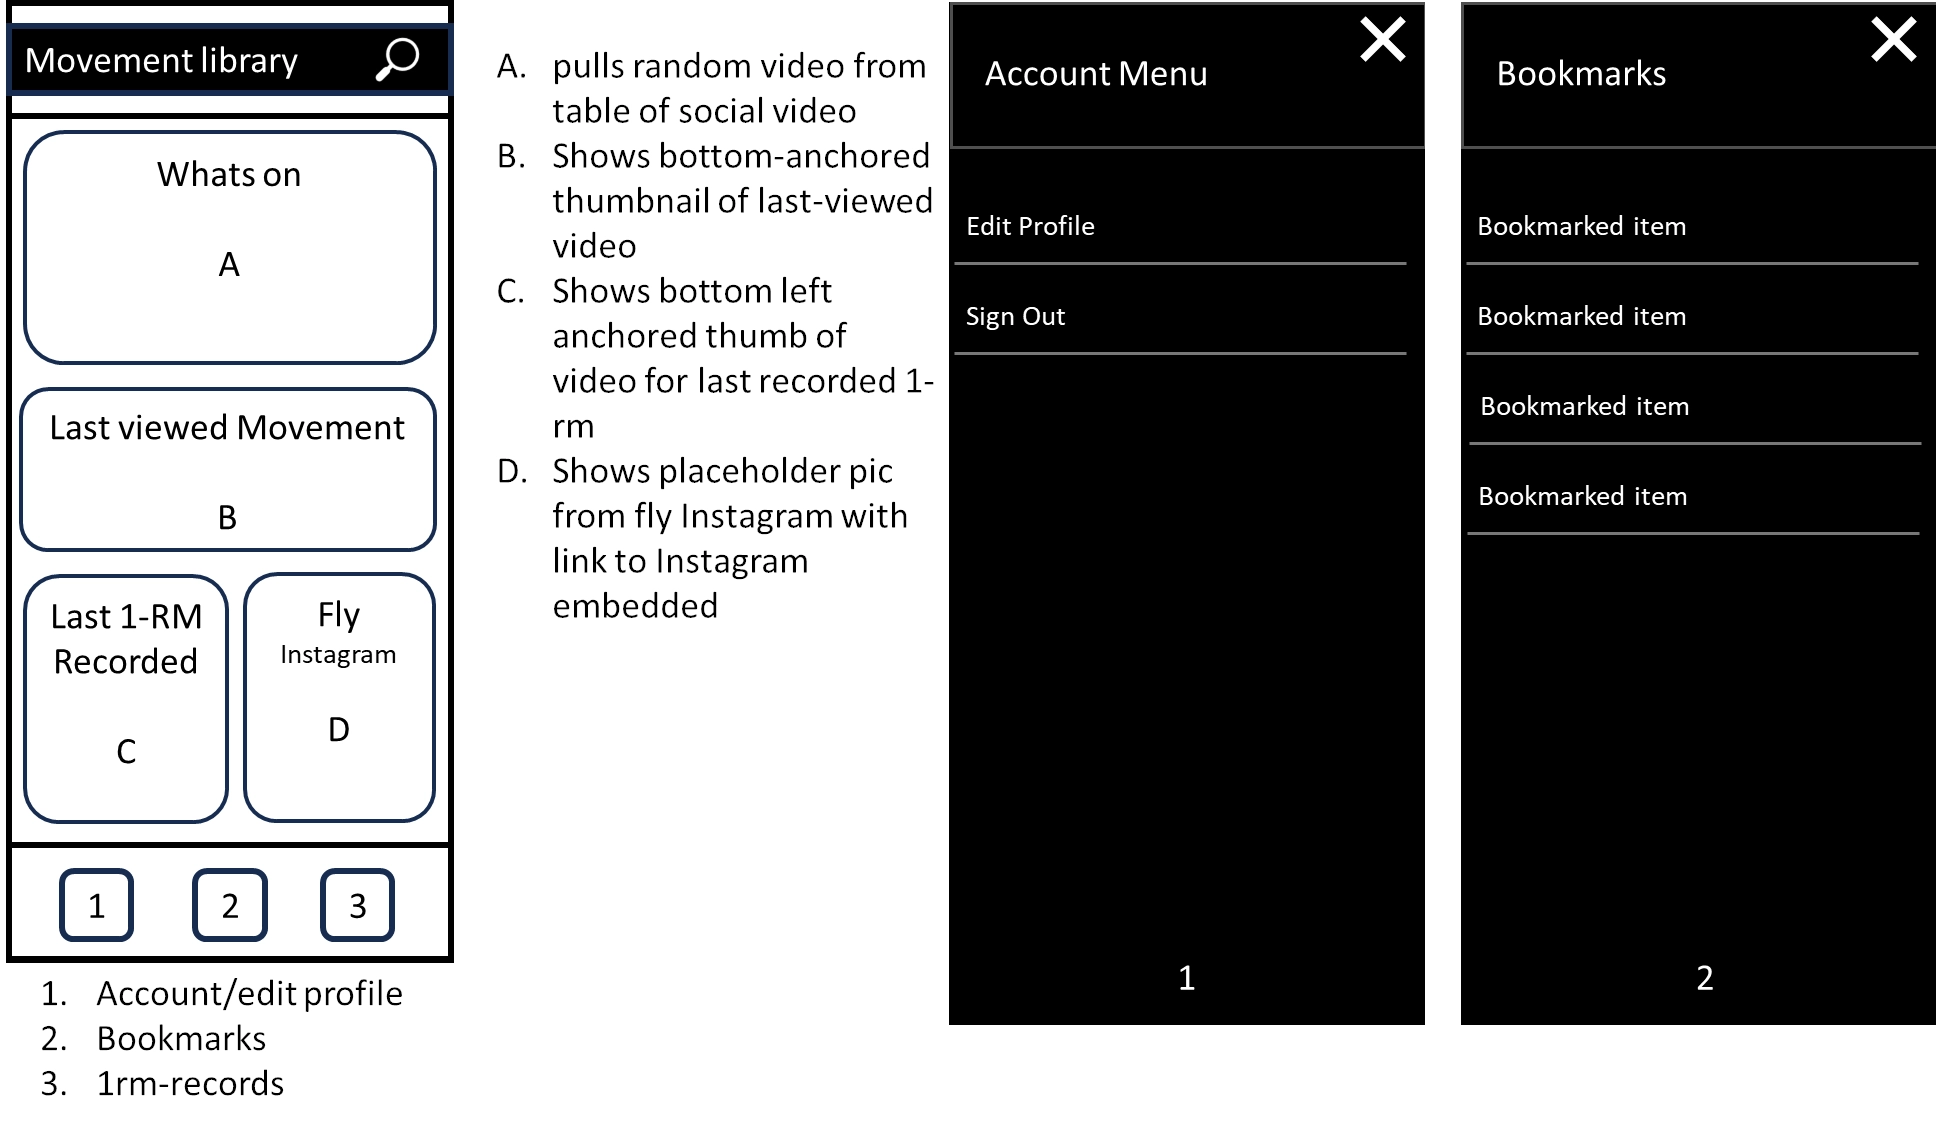 Movement library
Whats on
A
Last viewed Movement
B
Last 1-RM
Recorded
C
Fly
Instagram
D
1
2
3
1. Account/edit profile
2. Bookmarks
3. 1rm-records
A. pulls random video from
table of social video
B. Shows bottom-anchored
thumbnail of last-viewed
video
C. Shows bottom left
anchored thumb of
video for last recorded 1-
rm
D. Shows placeholder pic
from fly Instagram with
link to Instagram
embedded
Account Menu
Edit Profile
Sign Out
1
Bookmarks
Bookmarked item
Bookmarked item
Bookmarked item
Bookmarked item
2